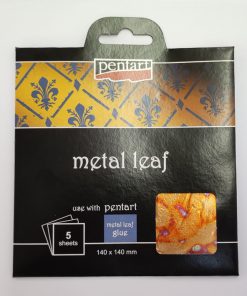 pentart
metal leaf
use with pentart
metal leaf
glue
5
sheets
140 x 140 mm